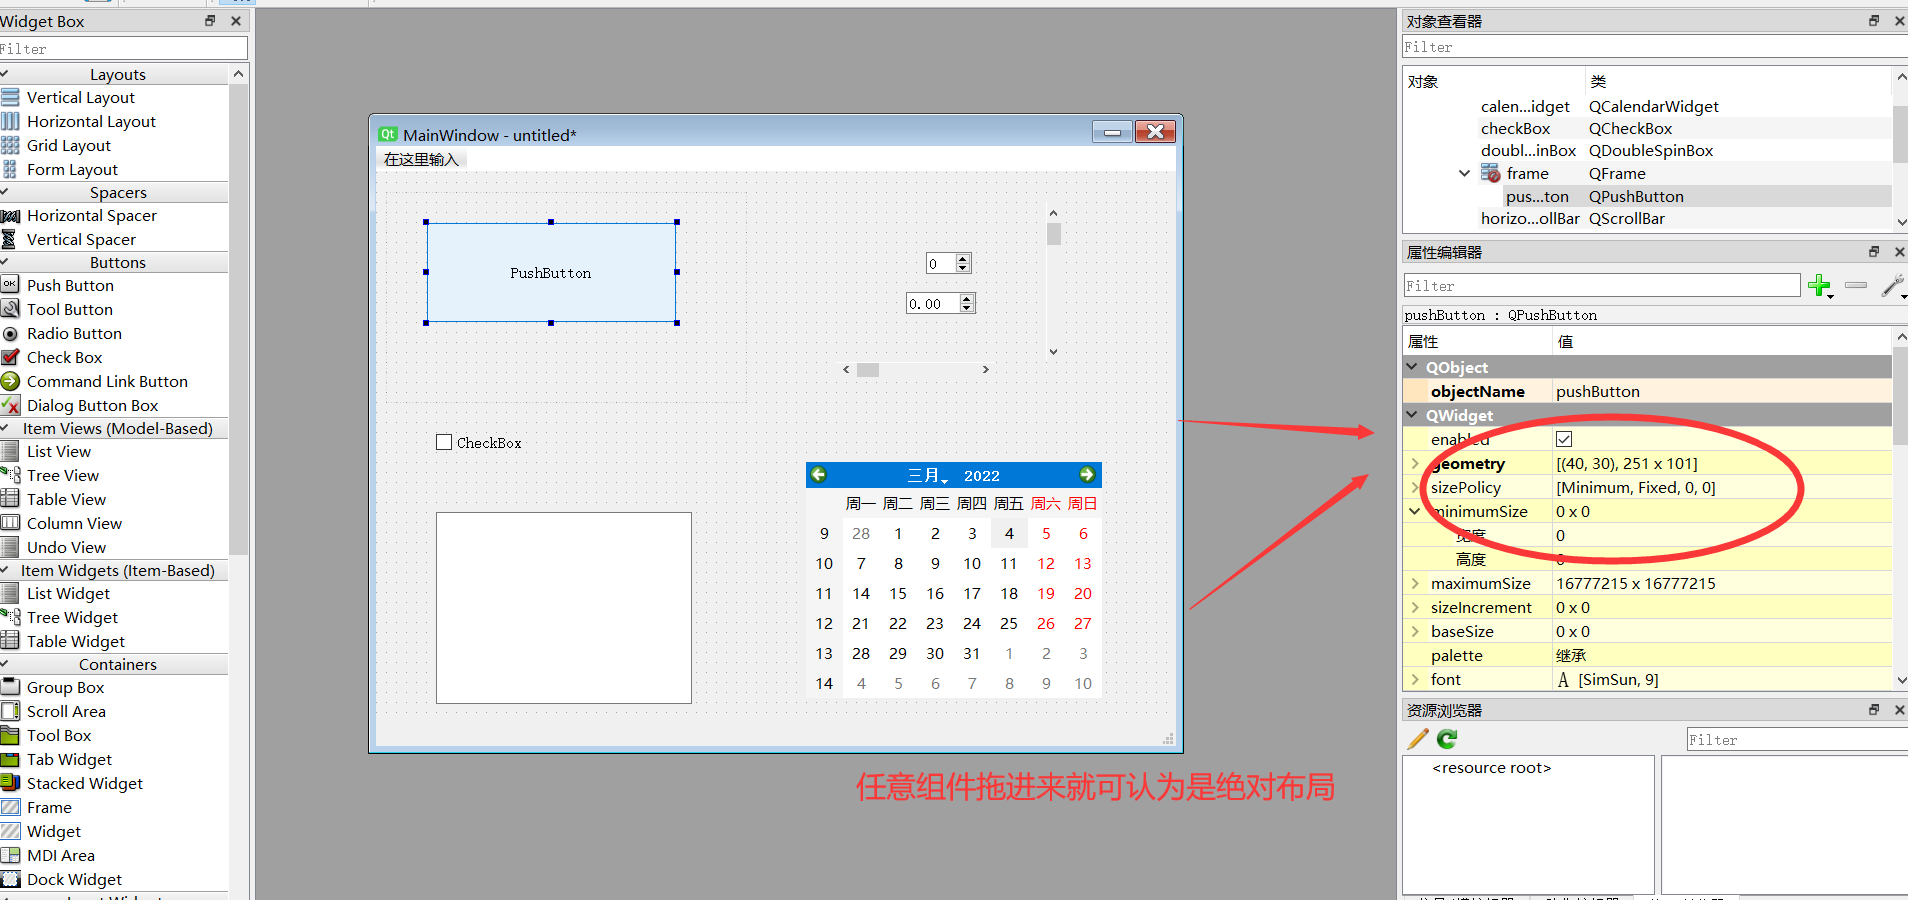 Widget Box
Filter
Layouts
Vertical Layout
Horizontal Layout
Grid Layout
Form Layout
Spacers
Horizontal Spacer
Vertical Spacer
Buttons
OK
Push Button
Tool Button
Radio Button
Check Box
Command Link Button
Dialog Button Box
Item Views (Model-Based)
List View
Tree View
Table View
Column View
Undo View
Item Widgets (Item-Based)
List Widget
Tree Widget
Table Widget
Containers
Group Box
Scroll Area
Tool Box
Tab Widget
Stacked Widget
Frame
Widget
MDI Area
Dock Widget
Qt MainWindow - untitled*
在这里输入
PushButton
0
0.00
CheckBox
三月 2022
周一 周二 周三 周四 周五 周六 周日
9 28 1 2 3 4 5 6
10 7 8 9 10 11 12 13
11 14 15 16 17 18 19 20
12 21 22 23 24 25 26 27
13 28 29 30 31 1 2 3
14 4 5 6 7 8 9 10
任意组件拖进来就可认为是绝对布局
对象查看器
Filter
对象 类
calen...idget QCalendarWidget
checkBox QCheckBox
doubl...inBox QDoubleSpinBox
frame QFrame
pus...ton QPushButton
horizo...ollBar QScrollBar
属性编辑器
Filter
pushButton : QPushButton
属性 值
QObject
objectName pushButton
QWidget
enabled
geometry [(40, 30), 251 x 101]
sizePolicy [Minimum, Fixed, 0, 0]
minimumSize 0 x 0
宽度 0
高度 0
maximumSize 16777215 x 16777215
sizeIncrement 0 x 0
baseSize 0 x 0
palette 继承
font A [SimSun, 9]
资源浏览器
Filter
<resource root>